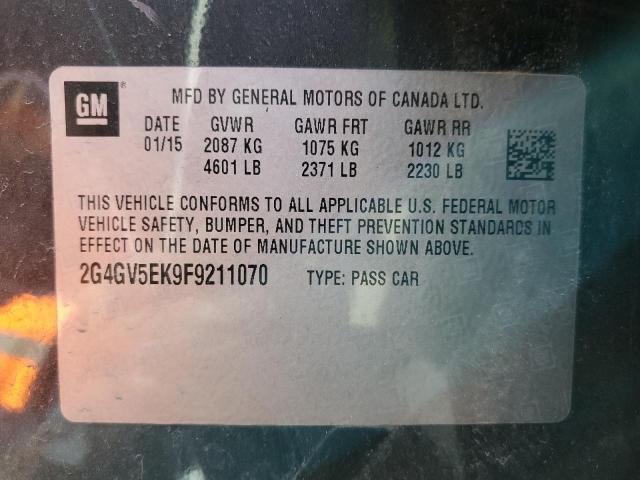 GM
MFD BY GENERAL MOTORS OF CANADA LTD.
DATE GVWR GAWR FRT GAWR RR
01/15 2087 KG 1075 KG 1012 KG
4601 LB 2371 LB 2230 LB
THIS VEHICLE CONFORMS TO ALL APPLICABLE U.S. FEDERAL MOTOR
VEHICLE SAFETY, BUMPER, AND THEFT PREVENTION STANDARDS IN
EFFECT ON THE DATE OF MANUFACTURE SHOWN ABOVE.
2G4GV5EK9F9211070 TYPE: PASS CAR